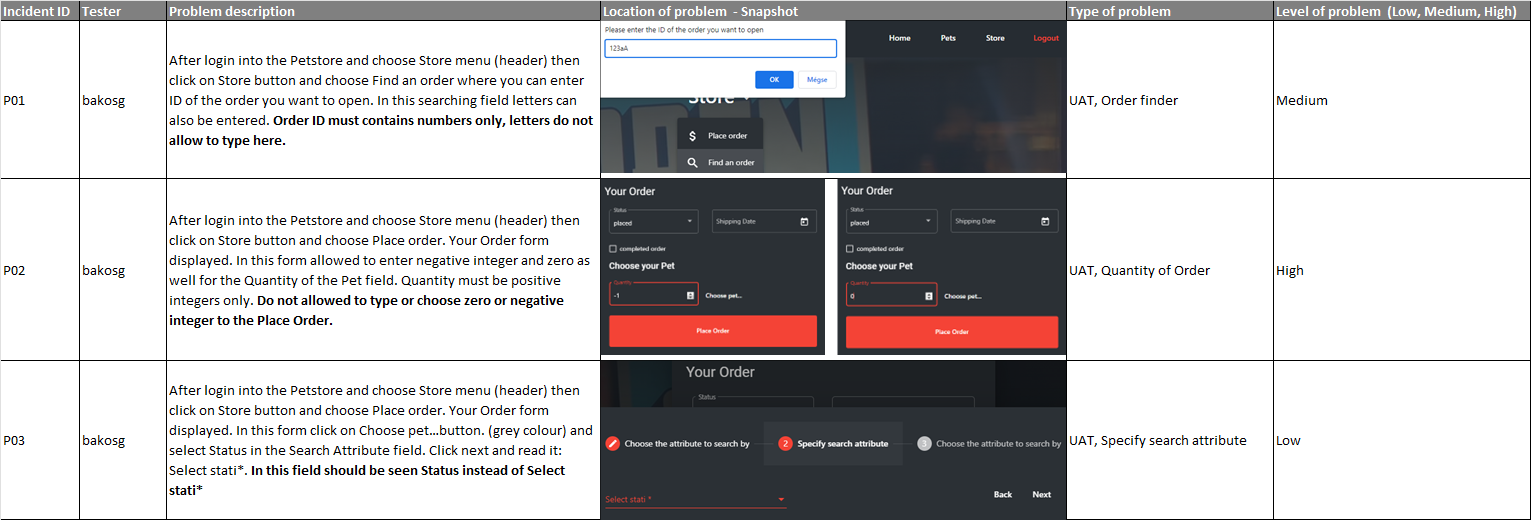 Incident ID Tester Problem description Location of problem - Snapshot Type of problem Level of problem (Low, Medium, High)
P01
bakosg
After login into the Petstore and choose Store menu (header) then
click on Store button and choose Find an order where you can enter
ID of the order you want to open. In this searching field letters can
also be entered. Order ID must contains numbers only, letters do not
allow to type here.
Please enter the ID of the order you want to open
123aA
OK Mégse
Home Pets Store Logout
Store
Place order
Find an order
UAT, Order finder
Medium
P02
bakosg
After login into the Petstore and choose Store menu (header) then
click on Store button and choose Place order. Your Order form
displayed. In this form allowed to enter negative integer and zero as
well for the Quantity of the Pet field. Quantity must be positive
integers only. Do not allowed to type or choose zero or negative
integer to the Place Order.
Your Order
Status
placed
Shipping Date
completed order
Choose your Pet
Quantity
-1
Choose pet...
Place Order
Your Order
Status
placed
Shipping Date
completed order
Choose your Pet
Quantity
0
Choose pet...
Place Order
UAT, Quantity of Order
High
P03
bakosg
After login into the Petstore and choose Store menu (header) then
click on Store button and choose Place order. Your Order form
displayed. In this form click on Choose pet...button. (grey colour) and
select Status in the Search Attribute field. Click next and read it:
Select stati*. In this field should be seen Status instead of Select
stati*
Your Order
Status
Choose the attribute to search by
2 Specify search attribute
3 Choose the attribute to search by
Select stati *
Back Next
UAT, Specify search attribute
Low